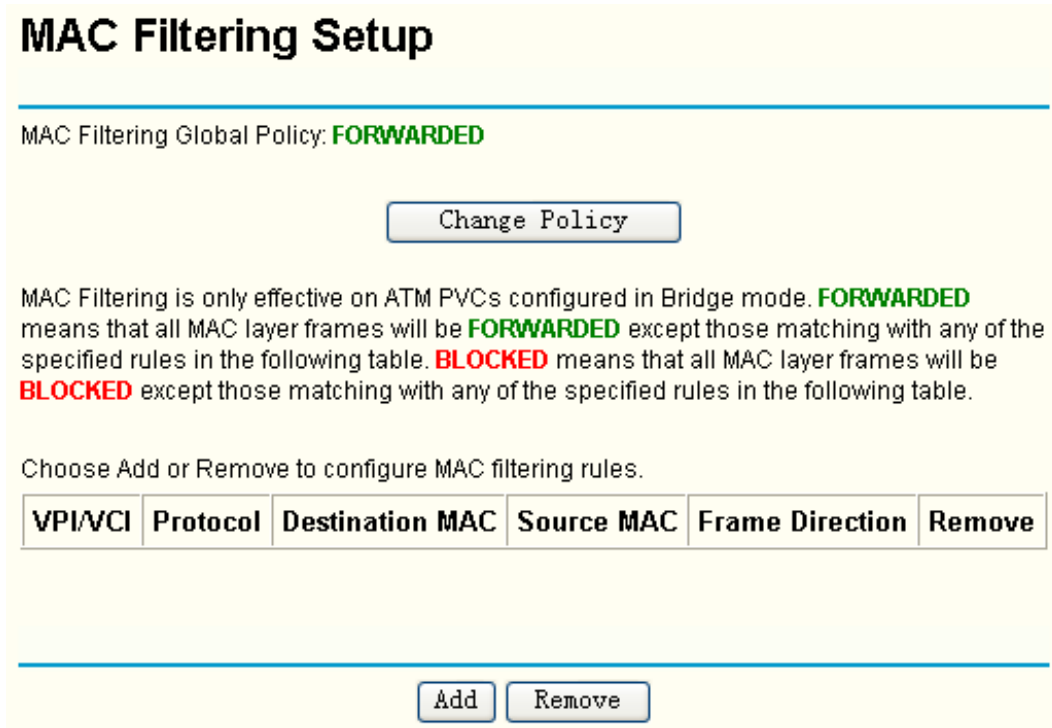 MAC Filtering Setup
MAC Filtering Global Policy: FORWARDED
Change Policy
MAC Filtering is only effective on ATM PVCs configured in Bridge mode. FORWARDED
means that all MAC layer frames will be FORWARDED except those matching with any of the
specified rules in the following table. BLOCKED means that all MAC layer frames will be
BLOCKED except those matching with any of the specified rules in the following table.
Choose Add or Remove to configure MAC filtering rules.
VPI/VCI Protocol Destination MAC Source MAC Frame Direction Remove
Add Remove